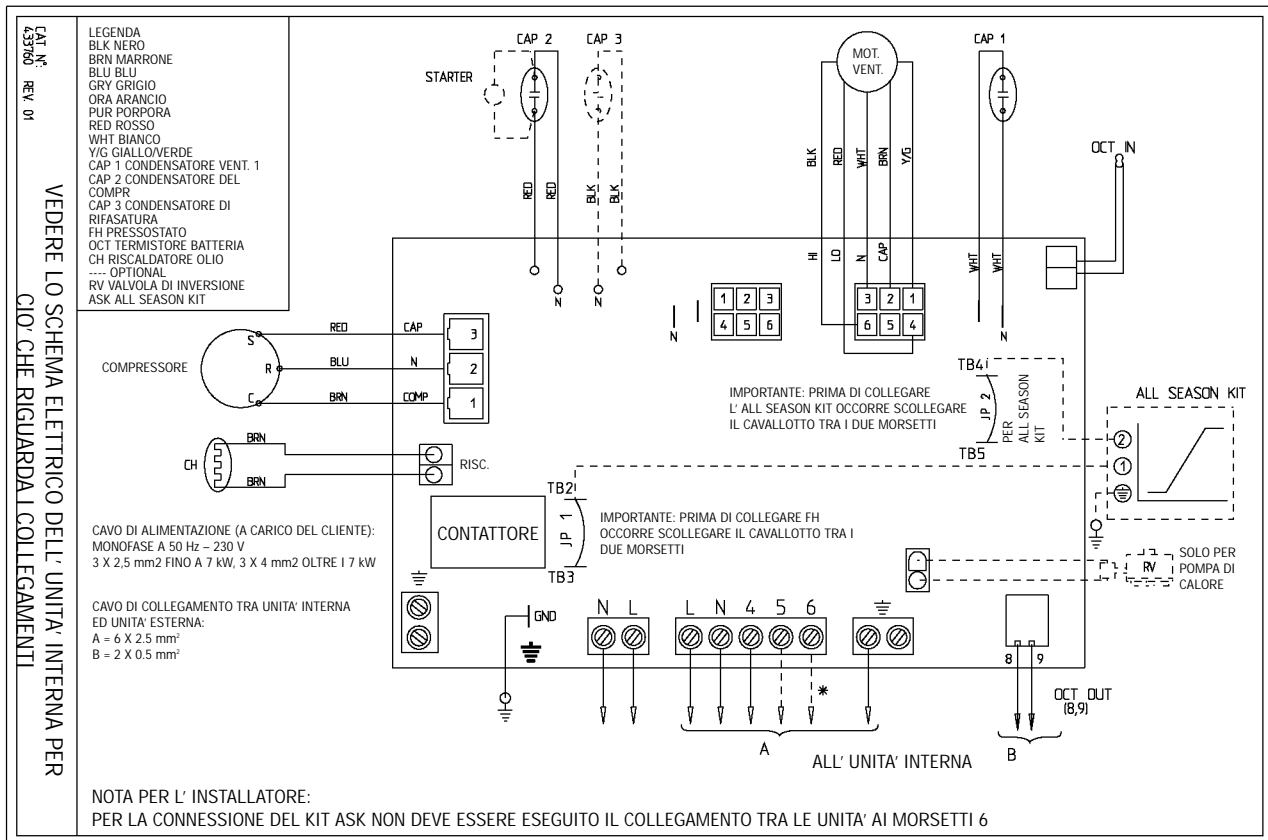 CAT N°:
433760 REV. 01
VEDERE LO SCHEMA ELETTRICO DELL' UNITA' INTERNA PER
CIO' CHE RIGUARDA I COLLEGAMENTI
LEGENDA
BLK NERO
BRN MARRONE
BLU BLU
GRY GRIGIO
ORA ARANCIO
PUR PORPORA
RED ROSSO
WHT BIANCO
Y/G GIALLO/VERDE
CAP 1 CONDENSATORE VENT. 1
CAP 2 CONDENSATORE DEL
COMPR
CAP 3 CONDENSATORE DI
RIFASATURA
FH PRESSOSTATO
OCT TERMISTORE BATTERIA
CH RISCALDATORE OLIO
---- OPTIONAL
RV VALVOLA DI INVERSIONE
ASK ALL SEASON KIT
CAP 2
CAP 3
STARTER
RED
RED
BLK
BLK
N
N
MOT.
VENT.
BLK
RED
WHT
BRN
Y/G
HI
LO
N
CAP
CAP 1
WHT
WHT
N
OCT IN
N
1 2 3
4 5 6
3 2 1
6 5 4
COMPRESSORE
S
R
C
RED CAP 3
BLU N 2
BRN COMP 1
CH
BRN
BRN
RISC.
CONTATTORE
TB2
JP 1
TB3
IMPORTANTE: PRIMA DI COLLEGARE FH
OCCORRE SCOLLEGARE IL CAVALLOTTO TRA I
DUE MORSETTI
IMPORTANTE: PRIMA DI COLLEGARE
L' ALL SEASON KIT OCCORRE SCOLLEGARE
IL CAVALLOTTO TRA I DUE MORSETTI
TB4
JP 2
TB5
PER
ALL SEASON
KIT
ALL SEASON KIT
2
1
RV
SOLO PER
POMPA DI
CALORE
CAVO DI ALIMENTAZIONE (A CARICO DEL CLIENTE):
MONOFASE A 50 Hz – 230 V
3 X 2,5 mm2 FINO A 7 kW, 3 X 4 mm2 OLTRE I 7 kW
CAVO DI COLLEGAMENTO TRA UNITA' INTERNA
ED UNITA' ESTERNA:
A = 6 X 2.5 mm²
B = 2 X 0.5 mm²
GND
N L
L N 4 5 6
*
8 9
OCT OUT
(8,9)
A
B
ALL' UNITA' INTERNA
NOTA PER L' INSTALLATORE:
PER LA CONNESSIONE DEL KIT ASK NON DEVE ESSERE ESEGUITO IL COLLEGAMENTO TRA LE UNITA' AI MORSETTI 6